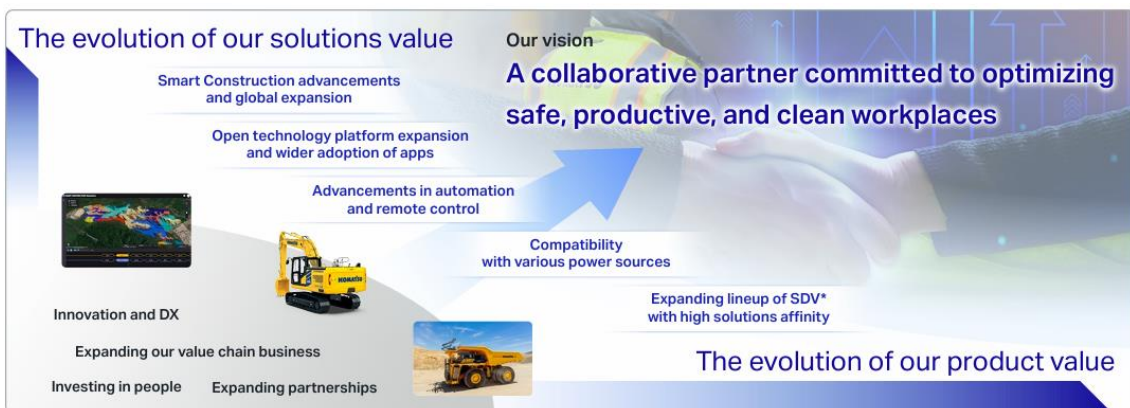 The evolution of our solutions value
Our vision
A collaborative partner committed to optimizing
safe, productive, and clean workplaces
Smart Construction advancements
and global expansion
Open technology platform expansion
and wider adoption of apps
Advancements in automation
and remote control
Compatibility
with various power sources
Expanding lineup of SDV*
with high solutions affinity
KOMATSU
Innovation and DX
Expanding our value chain business
Investing in people
Expanding partnerships
The evolution of our product value